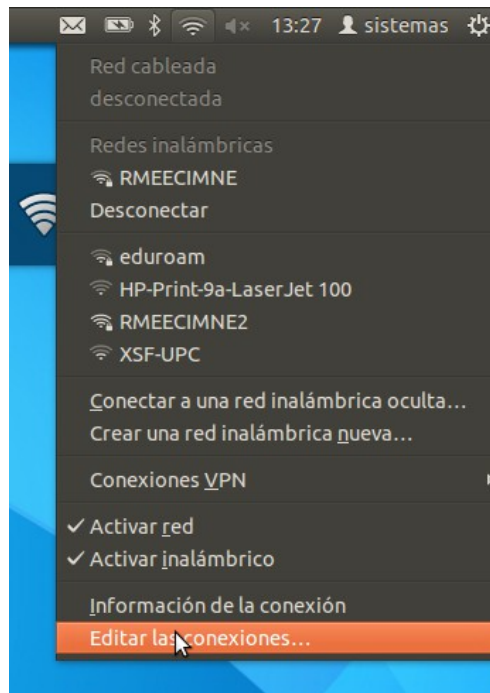 13:27 sistemas
Red cableada
desconectada
Redes inalámbricas
RMEECIMNE
Desconectar
eduroam
HP-Print-9a-LaserJet 100
RMEECIMNE2
XSF-UPC
Conectar a una red inalámbrica oculta...
Crear una red inalámbrica nueva...
Conexiones VPN
Activar red
Activar inalámbrico
Información de la conexión
Editar las conexiones...